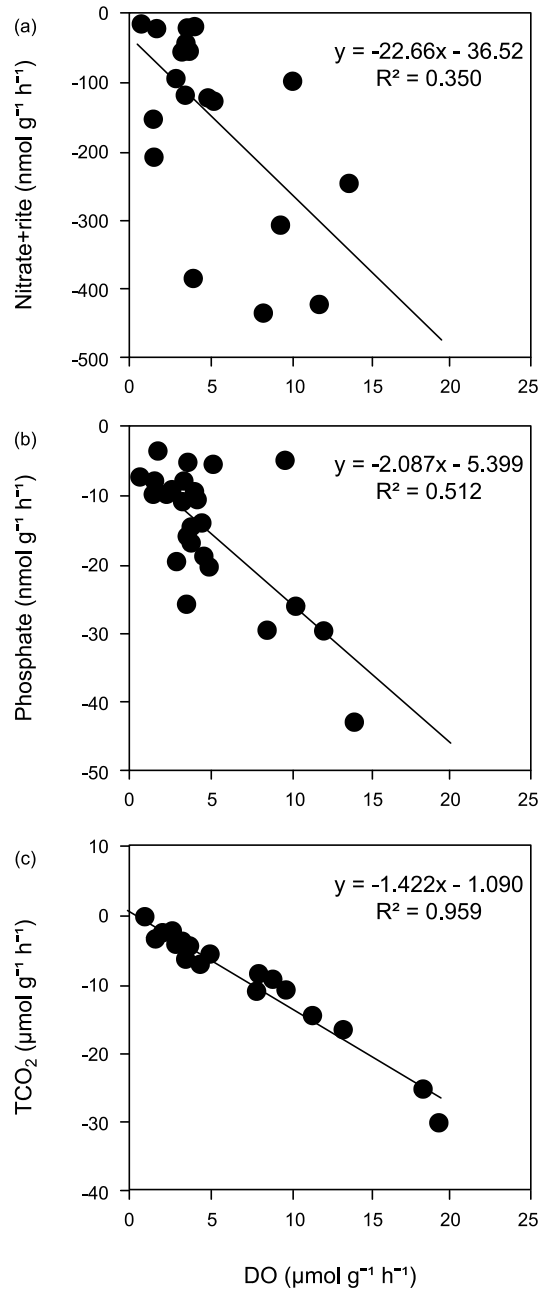 (a)
0
-100
-200
-300
-400
-500
Nitrate+rite (nmol g⁻¹ h⁻¹)
y = -22.66x - 36.52
R² = 0.350
0 5 10 15 20 25
(b)
0
-10
-20
-30
-40
-50
Phosphate (nmol g⁻¹ h⁻¹)
y = -2.087x - 5.399
R² = 0.512
0 5 10 15 20 25
(c)
10
0
-10
-20
-30
-40
TCO₂ (µmol g⁻¹ h⁻¹)
y = -1.422x - 1.090
R² = 0.959
0 5 10 15 20 25
DO (µmol g⁻¹ h⁻¹)